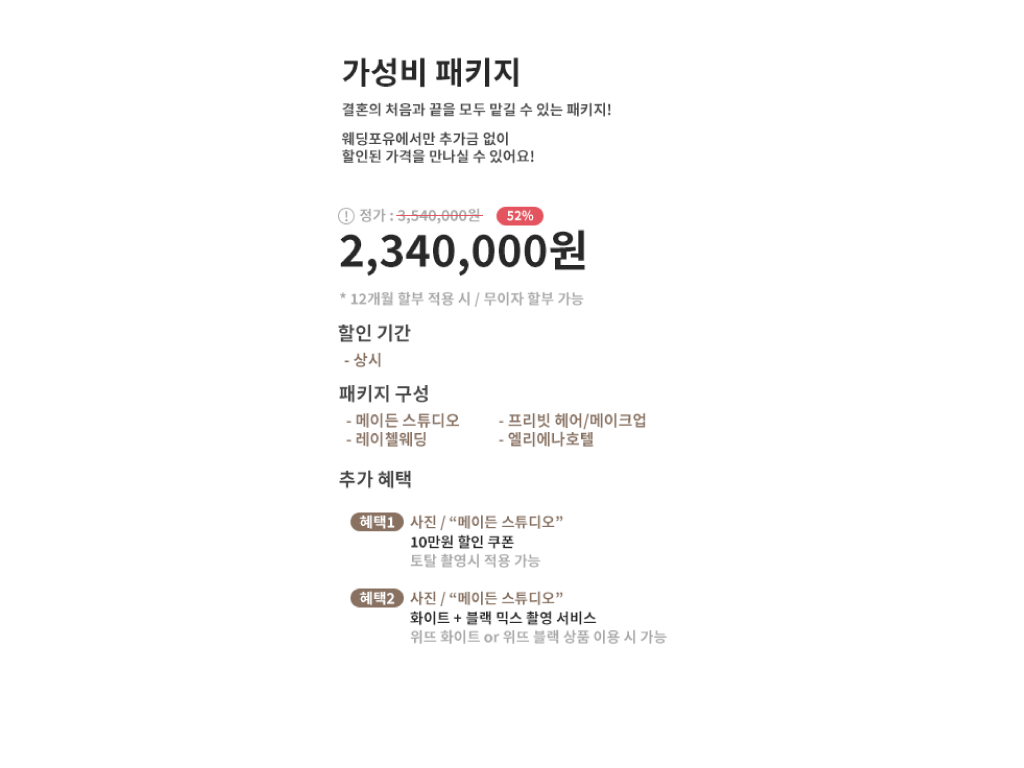 가성비 패키지
결혼의 처음과 끝을 모두 맡길 수 있는 패키지!
웨딩포유에서만 추가금 없이
할인된 가격을 만나실 수 있어요!
! 정가 : 3,540,000원 52%
2,340,000원
* 12개월 할부 적용 시 / 무이자 할부 가능
할인 기간
- 상시
패키지 구성
- 메이든 스튜디오 - 프리빗 헤어/메이크업
- 레이첼웨딩 - 엘리에나호텔
추가 혜택
혜택1 사진 / “메이든 스튜디오”
10만원 할인 쿠폰
토탈 촬영시 적용 가능
혜택2 사진 / “메이든 스튜디오”
화이트 + 블랙 믹스 촬영 서비스
위뜨 화이트 or 위뜨 블랙 상품 이용 시 가능